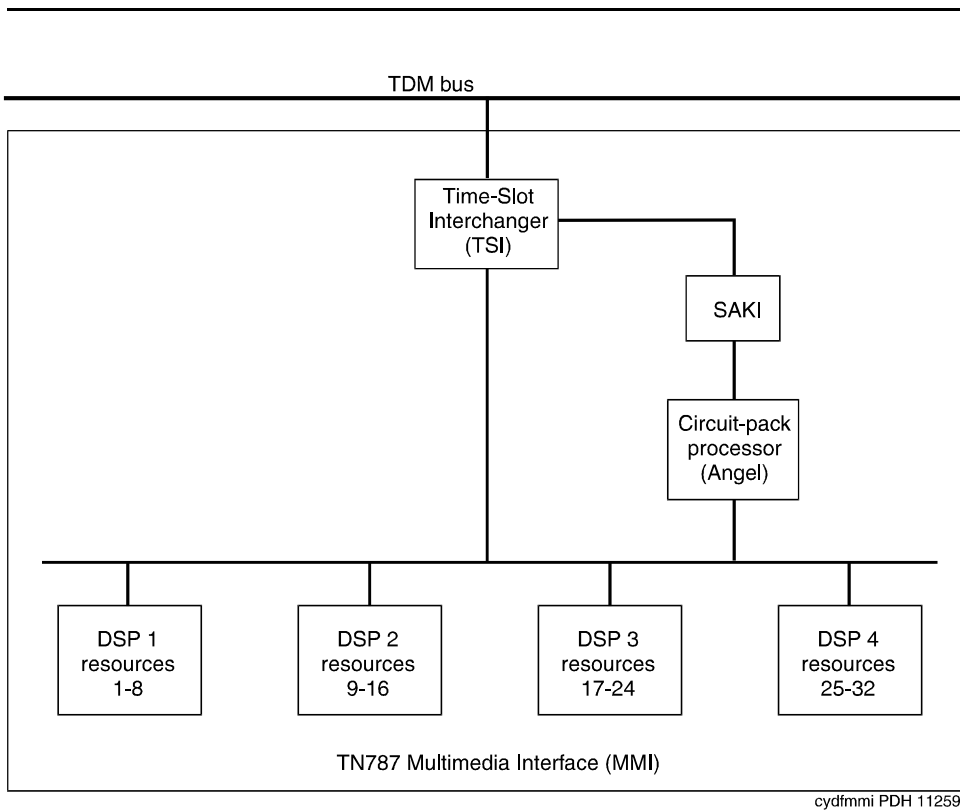 TDM bus
Time-Slot
Interchanger
(TSI)
SAKI
Circuit-pack
processor
(Angel)
DSP 1
resources
1-8
DSP 2
resources
9-16
DSP 3
resources
17-24
DSP 4
resources
25-32
TN787 Multimedia Interface (MMI)
cydfmmi PDH 11259